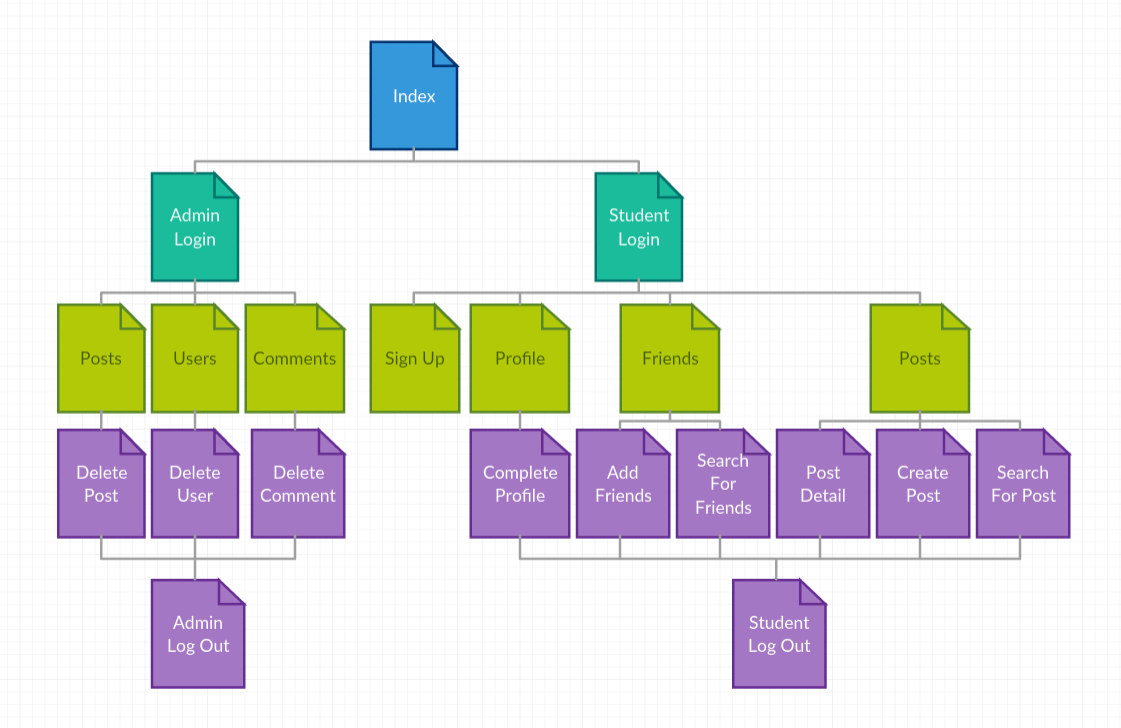 Index
Admin
Login
Student
Login
Posts
Users
Comments
Sign Up
Profile
Friends
Posts
Delete
Post
Delete
User
Delete
Comment
Complete
Profile
Add
Friends
Search
For
Friends
Post
Detail
Create
Post
Search
For Post
Admin
Log Out
Student
Log Out